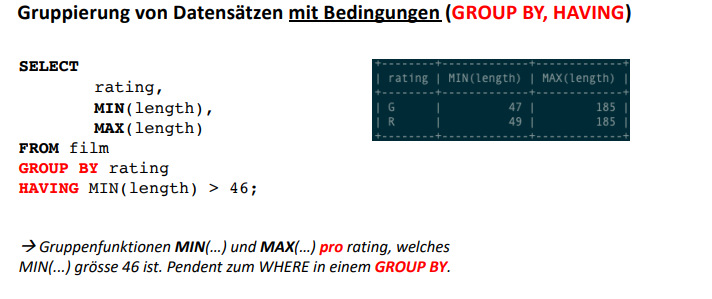 Gruppierung von Datensätzen mit Bedingungen (GROUP BY, HAVING)
SELECT
rating,
MIN(length),
MAX(length)
FROM film
GROUP BY rating
HAVING MIN(length) > 46;
+--------+-------------+-------------+
| rating | MIN(length) | MAX(length) |
+--------+-------------+-------------+
| G | 47 | 185 |
| R | 49 | 185 |
+--------+-------------+-------------+
→ Gruppenfunktionen MIN(…) und MAX(…) pro rating, welches
MIN(...) grösse 46 ist. Pendent zum WHERE in einem GROUP BY.